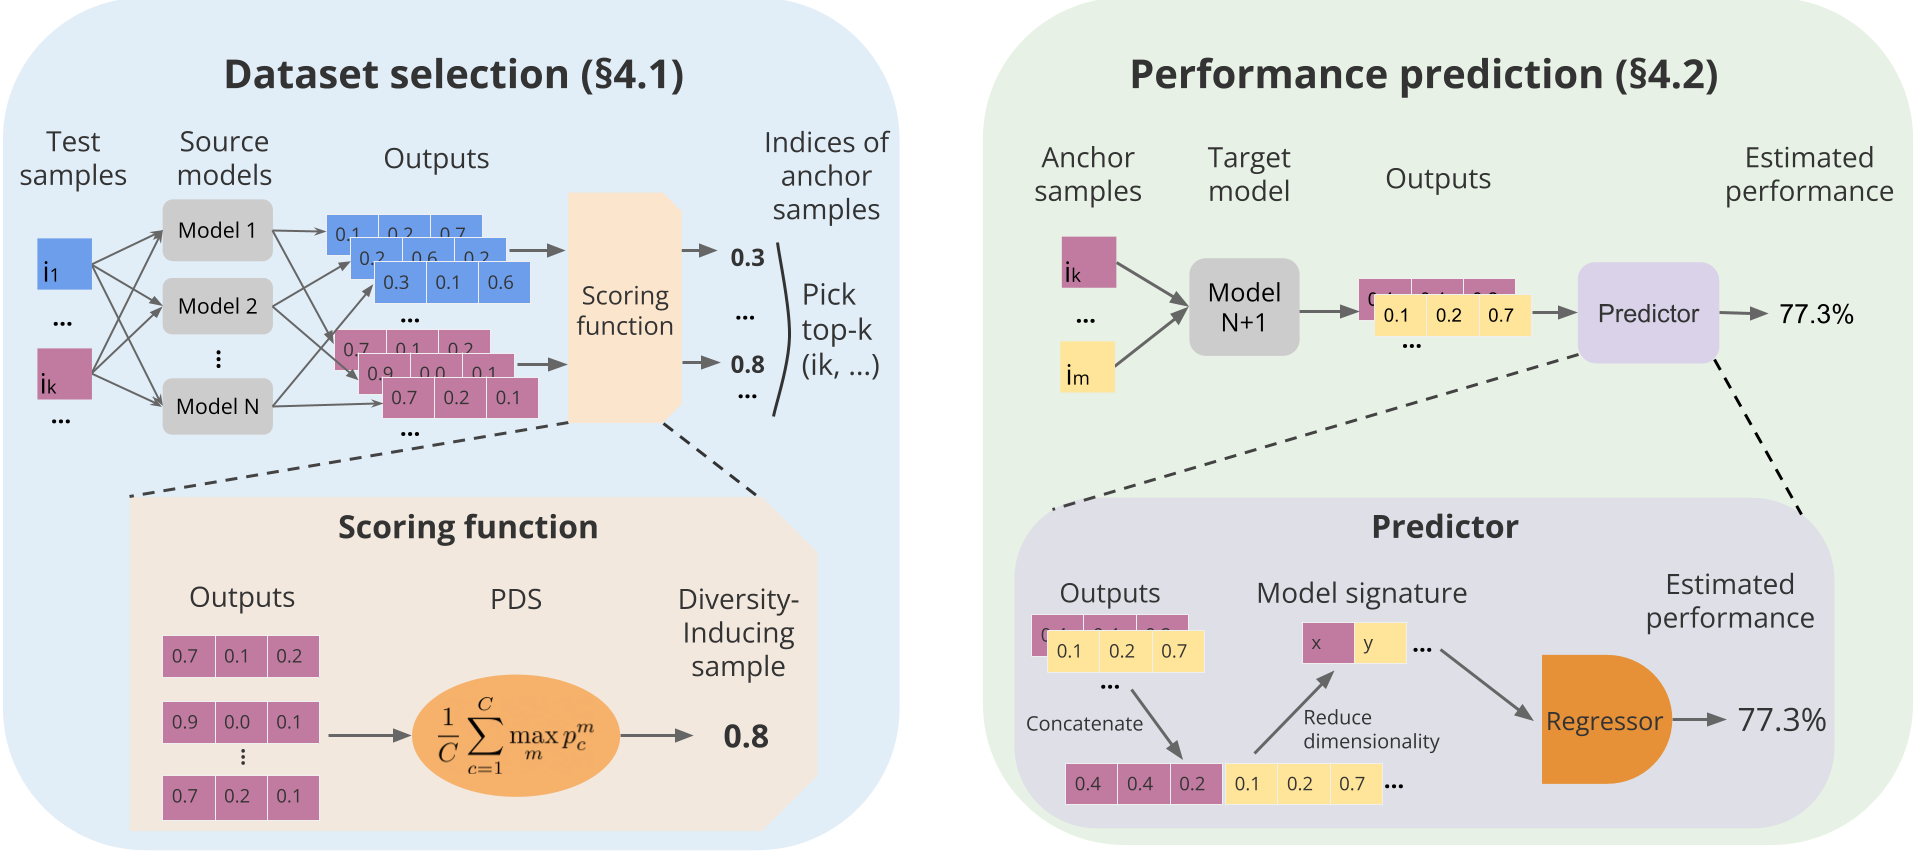 Dataset selection (§4.1)
Test
samples
Source
models
Outputs
Indices of
anchor
samples
i1
...
ik
...
Model 1
Model 2
...
Model N
0.1 0.2 0.7
0.2 0.6 0.2
0.3 0.1 0.6
...
0.7 0.1 0.2
0.9 0.0 0.1
0.7 0.2 0.1
...
Scoring
function
0.3
...
0.8
...
Pick
top-k
(ik, ...)
Scoring function
Outputs
PDS
Diversity-
Inducing
sample
0.7 0.1 0.2
0.9 0.0 0.1
...
0.7 0.2 0.1
1/C ∑_{c=1}^{C} max_m p_c^m
0.8
Performance prediction (§4.2)
Anchor
samples
Target
model
Outputs
Estimated
performance
ik
...
im
Model
N+1
0.1 0.2 0.7
...
Predictor
77.3%
Predictor
Outputs
Model signature
Estimated
performance
0.1 0.2 0.7
...
x y ...
Concatenate
Reduce
dimensionality
Regressor
77.3%
0.4 0.4 0.2 0.1 0.2 0.7 ...